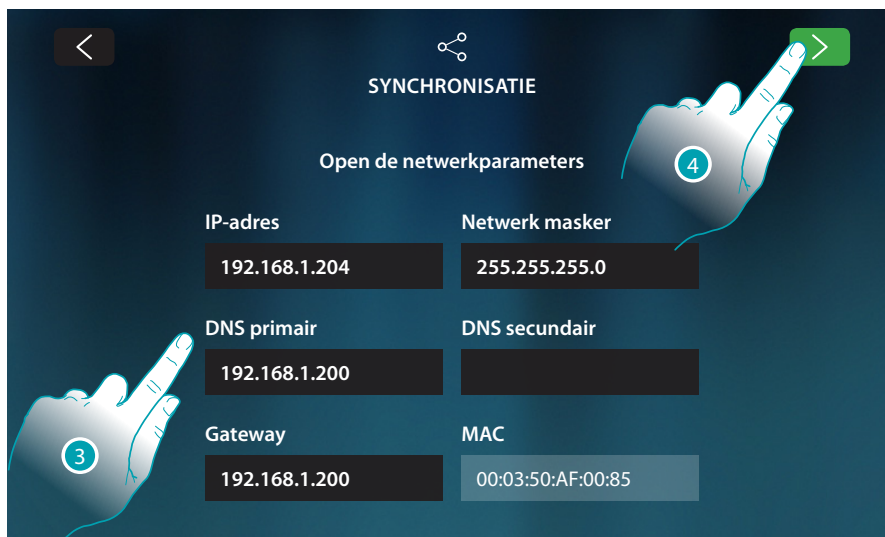 SYNCHRONISATIE
4
Open de netwerkparameters
IP-adres Netwerk masker
192.168.1.204 255.255.255.0
DNS primair DNS secundair
192.168.1.200
3
Gateway MAC
192.168.1.200 00:03:50:AF:00:85